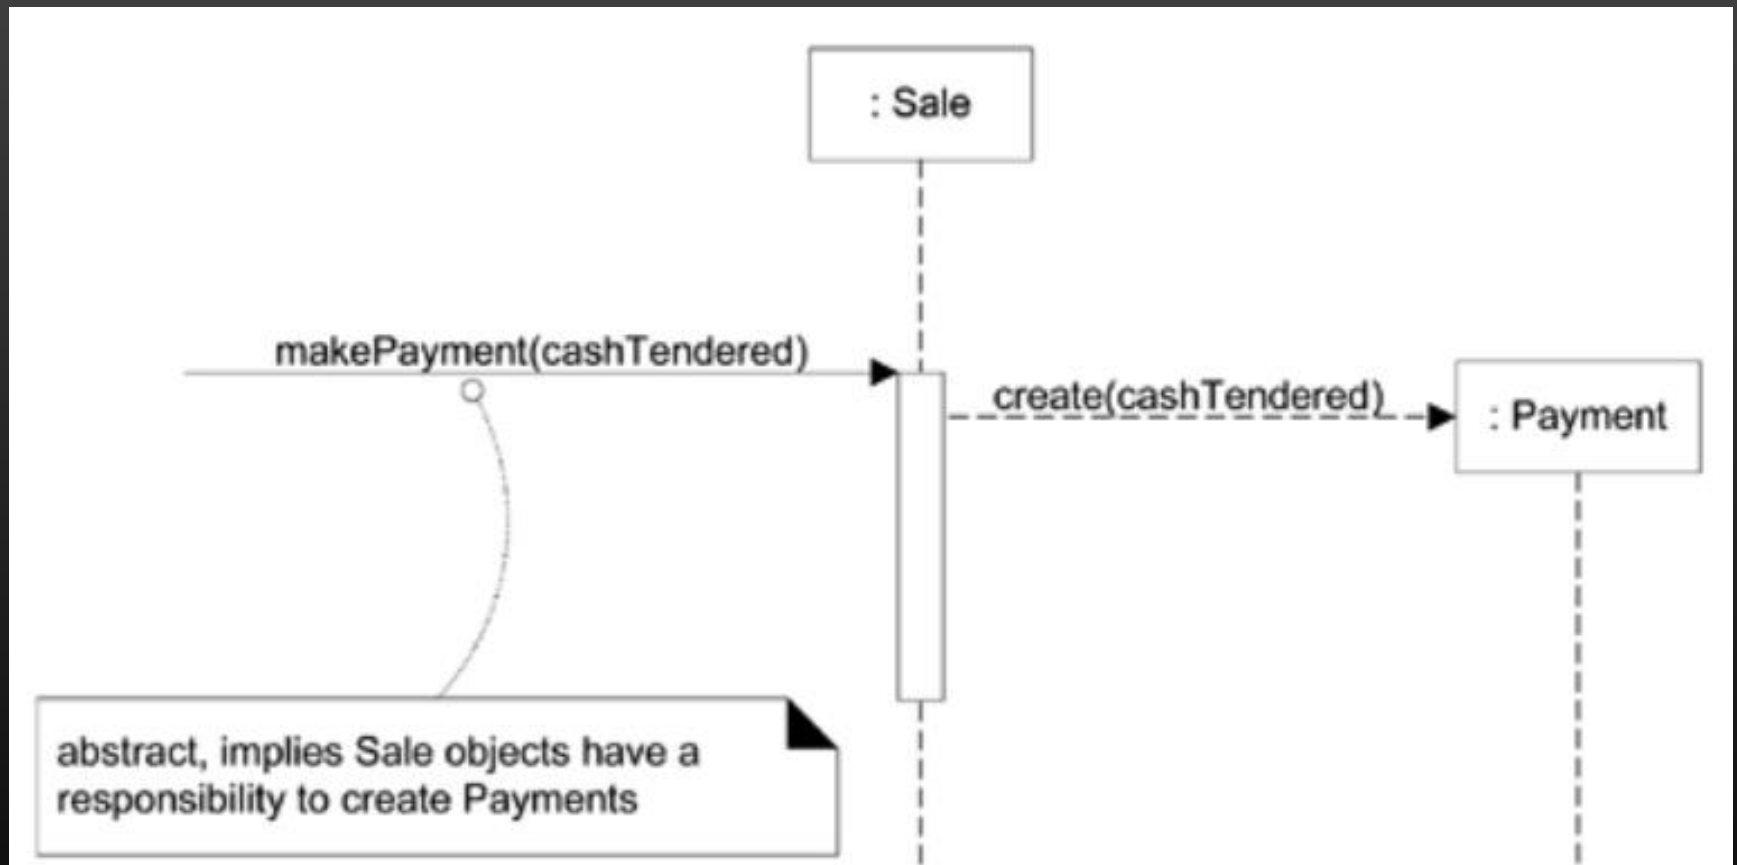 : Sale
makePayment(cashTendered)
create(cashTendered)
: Payment
abstract, implies Sale objects have a
responsibility to create Payments